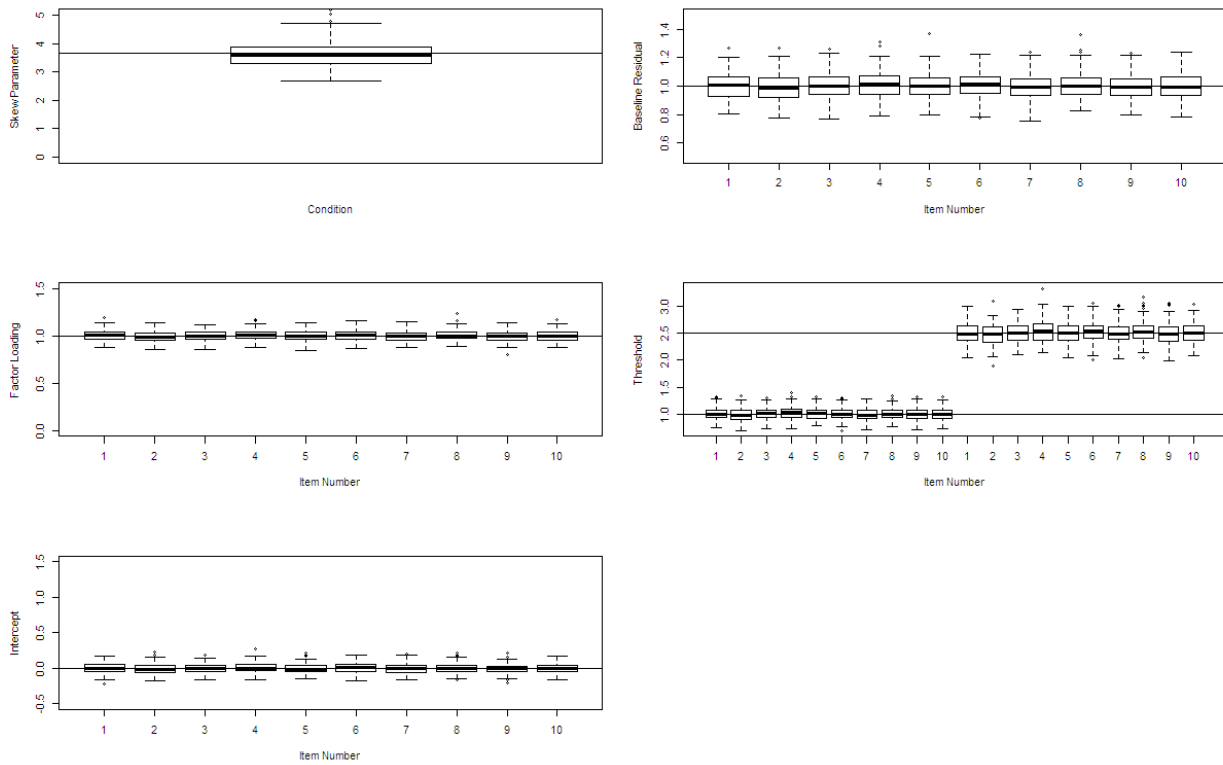 Skew Parameter
5
4
3
2
1
0
Condition
Baseline Residual
1.4
1.2
1.0
0.8
0.6
1 2 3 4 5 6 7 8 9 10
Item Number
Factor Loading
1.5
1.0
0.5
0.0
1 2 3 4 5 6 7 8 9 10
Item Number
Threshold
3.0
2.5
2.0
1.5
1.0
1 2 3 4 5 6 7 8 9 10 1 2 3 4 5 6 7 8 9 10
Item Number
Intercept
1.5
1.0
0.5
0.0
-0.5
1 2 3 4 5 6 7 8 9 10
Item Number